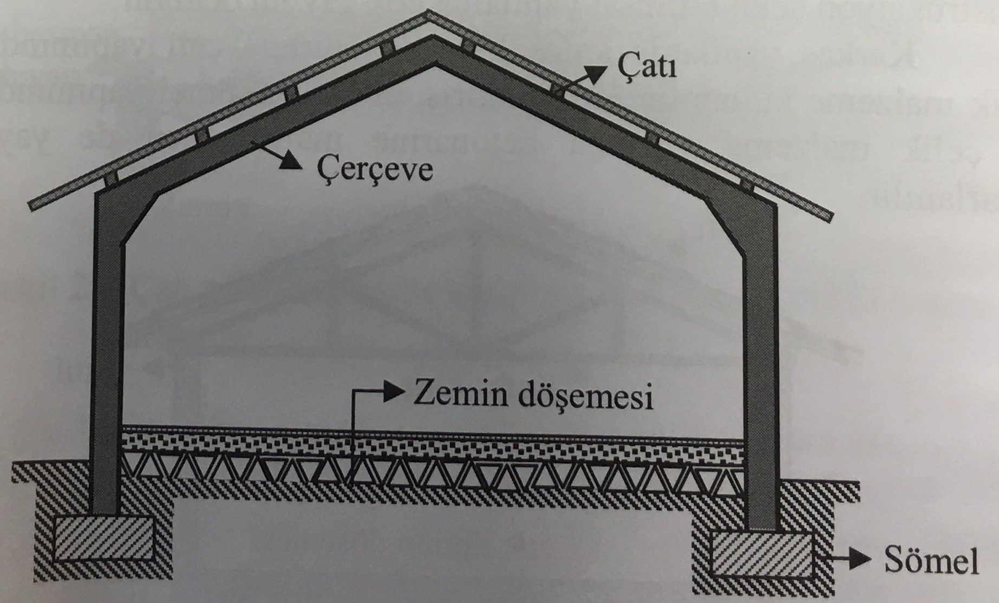 Çatı
Çerçeve
Zemin döşemesi
Sömel